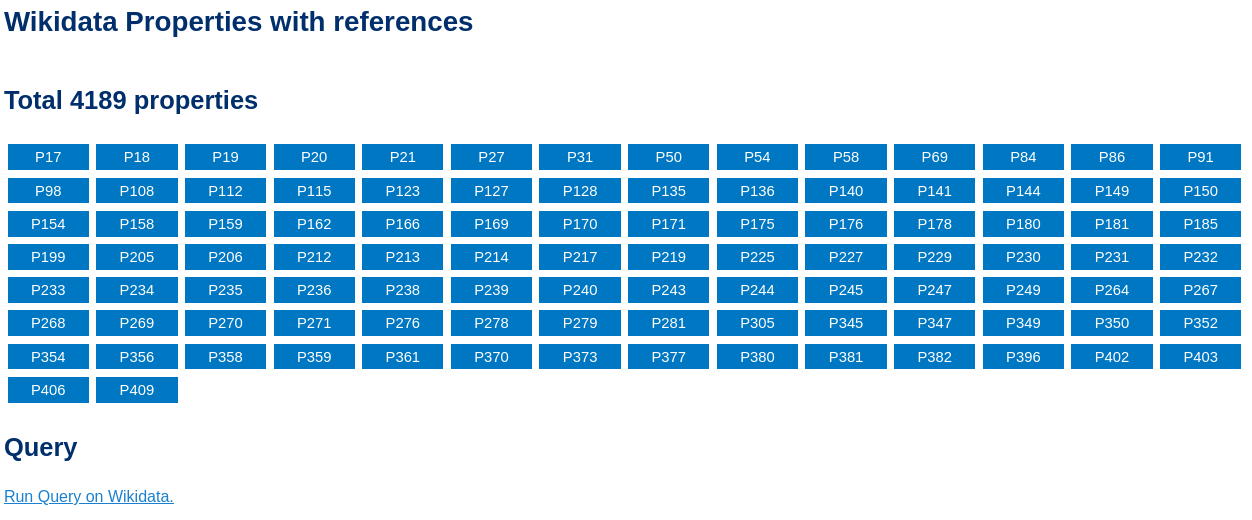 Wikidata Properties with references
Total 4189 properties
P17 P18 P19 P20 P21 P27 P31 P50 P54 P58 P69 P84 P86 P91
P98 P108 P112 P115 P123 P127 P128 P135 P136 P140 P141 P144 P149 P150
P154 P158 P159 P162 P166 P169 P170 P171 P175 P176 P178 P180 P181 P185
P199 P205 P206 P212 P213 P214 P217 P219 P225 P227 P229 P230 P231 P232
P233 P234 P235 P236 P238 P239 P240 P243 P244 P245 P247 P249 P264 P267
P268 P269 P270 P271 P276 P278 P279 P281 P305 P345 P347 P349 P350 P352
P354 P356 P358 P359 P361 P370 P373 P377 P380 P381 P382 P396 P402 P403
P406 P409
Query
Run Query on Wikidata.